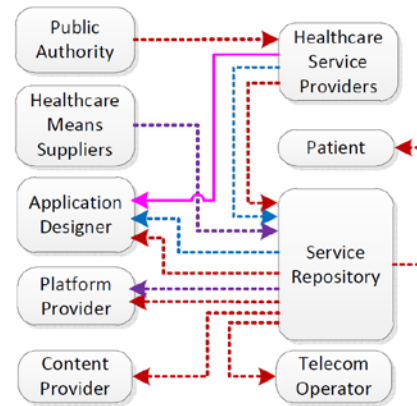 Public
Authority
Healthcare
Service
Providers
Healthcare
Means
Suppliers
Patient
Application
Designer
Service
Repository
Platform
Provider
Content
Provider
Telecom
Operator